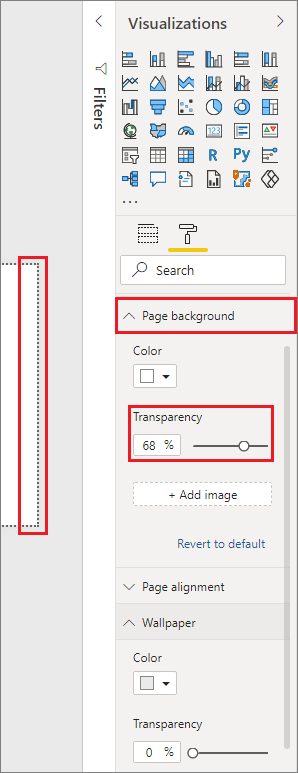 Visualizations
Filters
123
R
Py
...
Search
Page background
Color
Transparency
68 %
+ Add image
Revert to default
Page alignment
Wallpaper
Color
Transparency
0 %